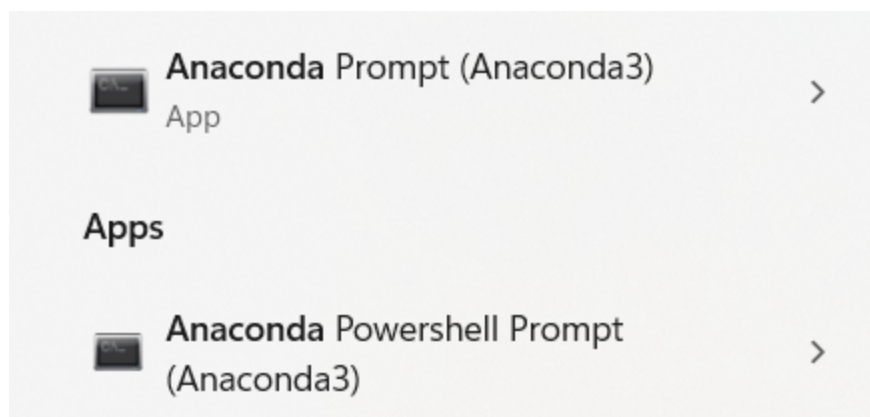 Anaconda Prompt (Anaconda3)
App
Apps
Anaconda Powershell Prompt
(Anaconda3)